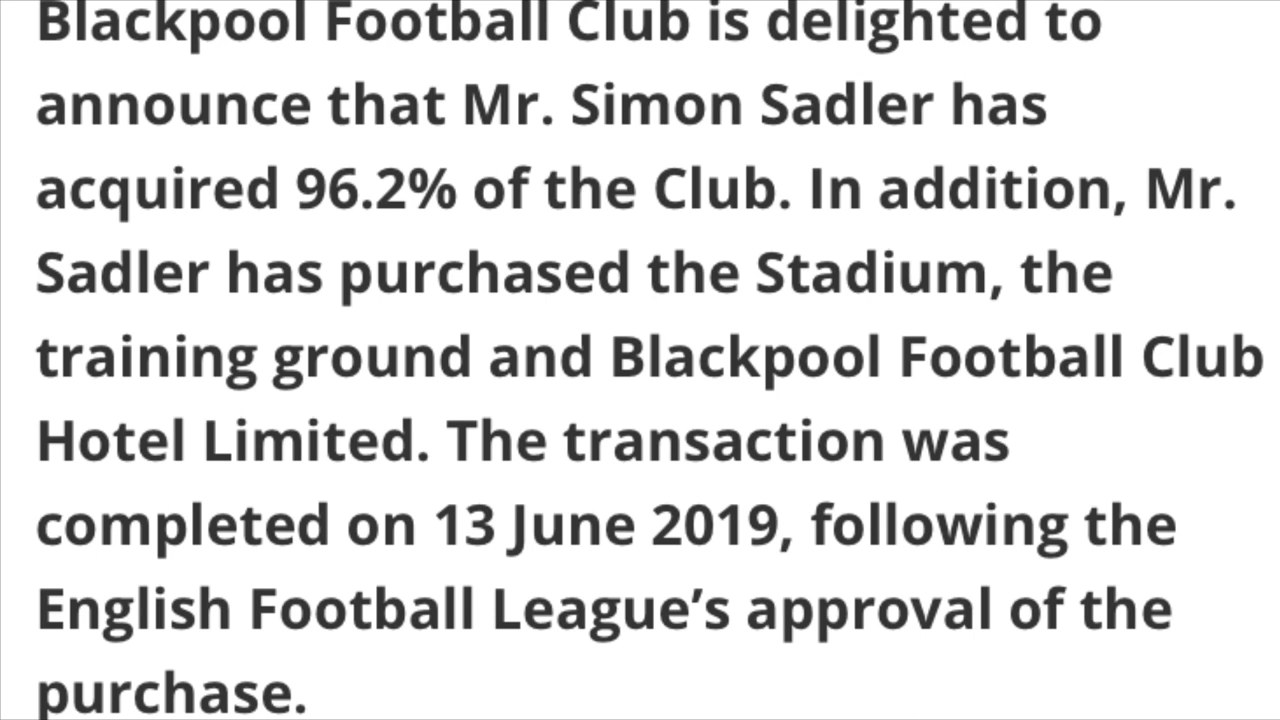 Blackpool Football Club is delighted to
announce that Mr. Simon Sadler has
acquired 96.2% of the Club. In addition, Mr.
Sadler has purchased the Stadium, the
training ground and Blackpool Football Club
Hotel Limited. The transaction was
completed on 13 June 2019, following the
English Football League’s approval of the
purchase.